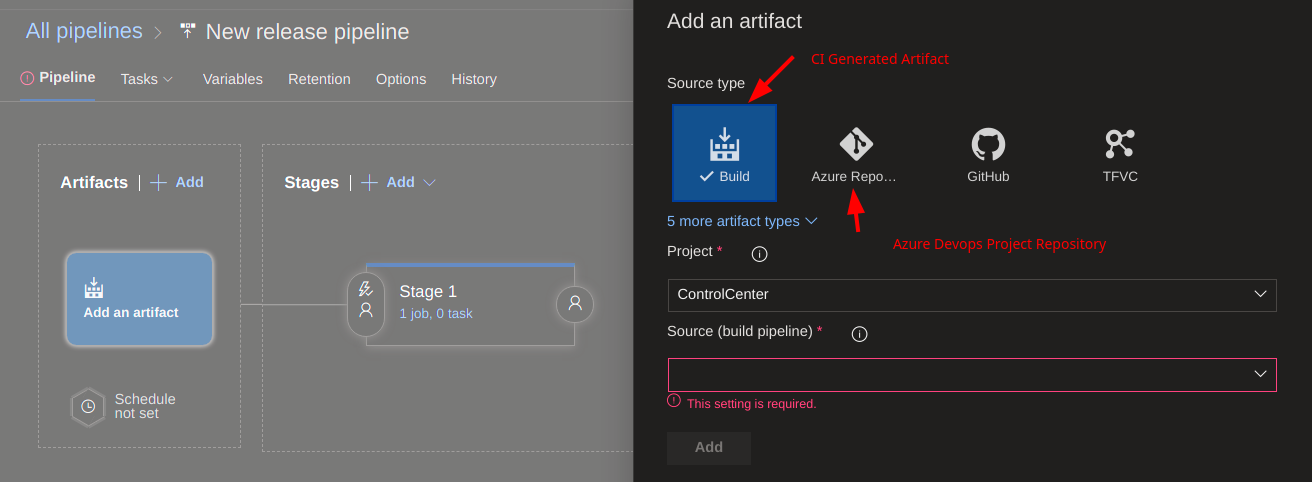 All pipelines > New release pipeline
Pipeline Tasks Variables Retention Options History
Artifacts | + Add
Stages | + Add
Add an artifact
Schedule
not set
Stage 1
1 job, 0 task
Add an artifact
CI Generated Artifact
Source type
Build
Azure Repo…
GitHub
TFVC
5 more artifact types
Azure Devops Project Repository
Project *
ControlCenter
Source (build pipeline) *
This setting is required.
Add